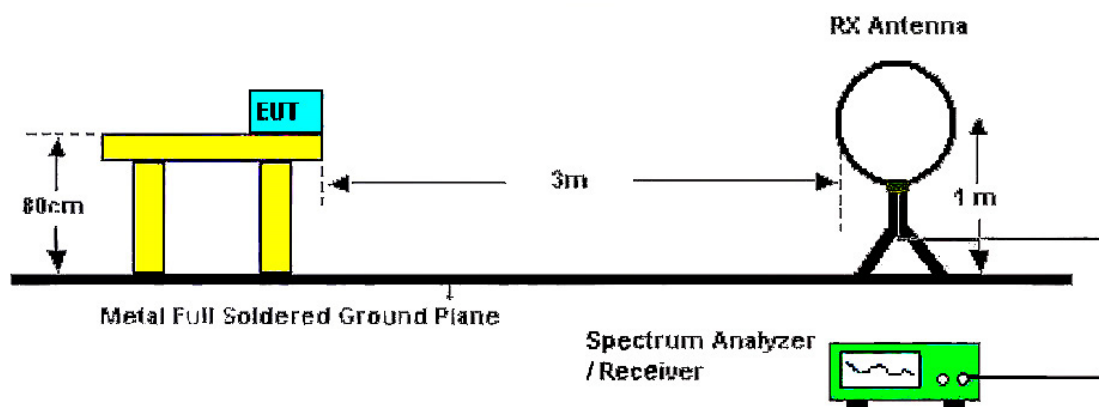 RX Antenna
EUT
80cm
3m
1 m
Metal Full Soldered Ground Plane
Spectrum Analyzer
/ Receiver